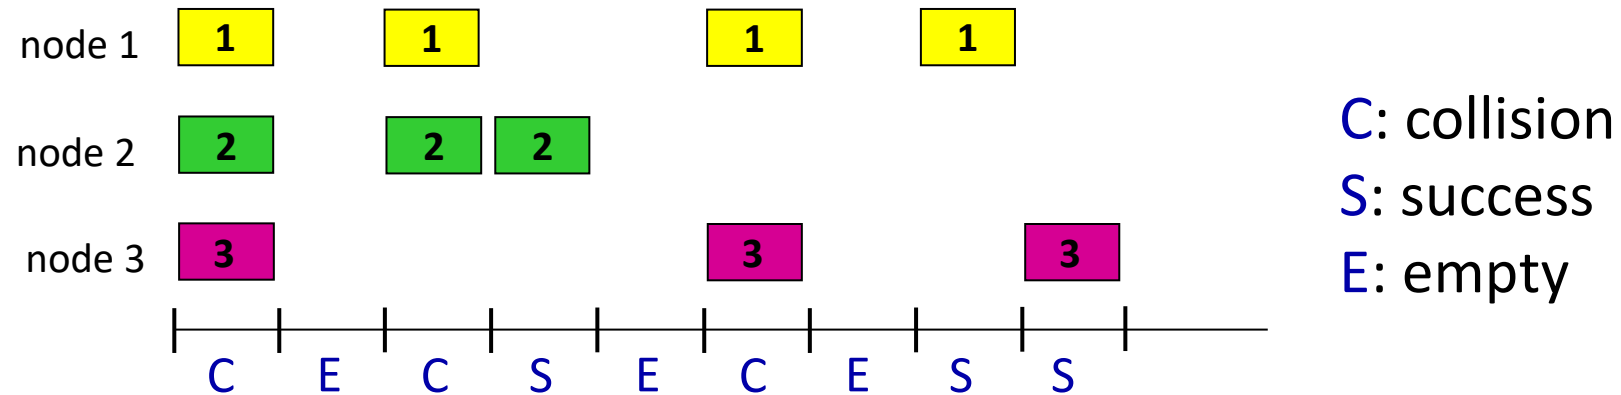 node 1 1 1 1 1
node 2 2 2 2
node 3 3 3 3
C E C S E C E S S
C: collision
S: success
E: empty